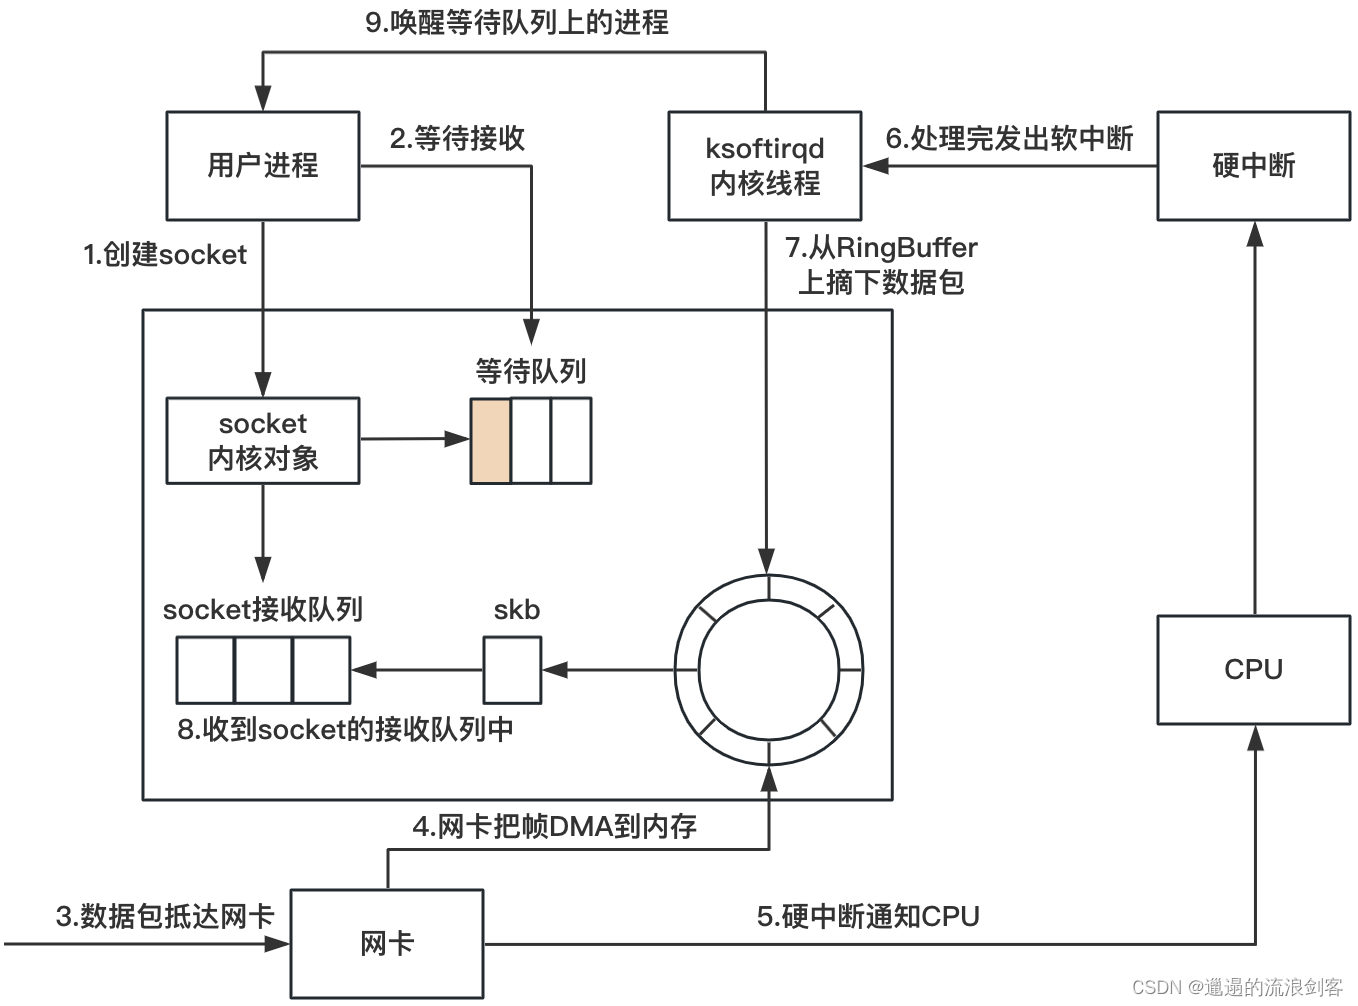 9.唤醒等待队列上的进程
用户进程
2.等待接收
ksoftirqd
内核线程
6.处理完发出软中断
硬中断
1.创建socket
7.从RingBuffer
上摘下数据包
等待队列
socket
内核对象
socket接收队列
skb
CPU
8.收到socket的接收队列中
4.网卡把帧DMA到内存
3.数据包抵达网卡
网卡
5.硬中断通知CPU
CSDN @邋遢的流浪剑客